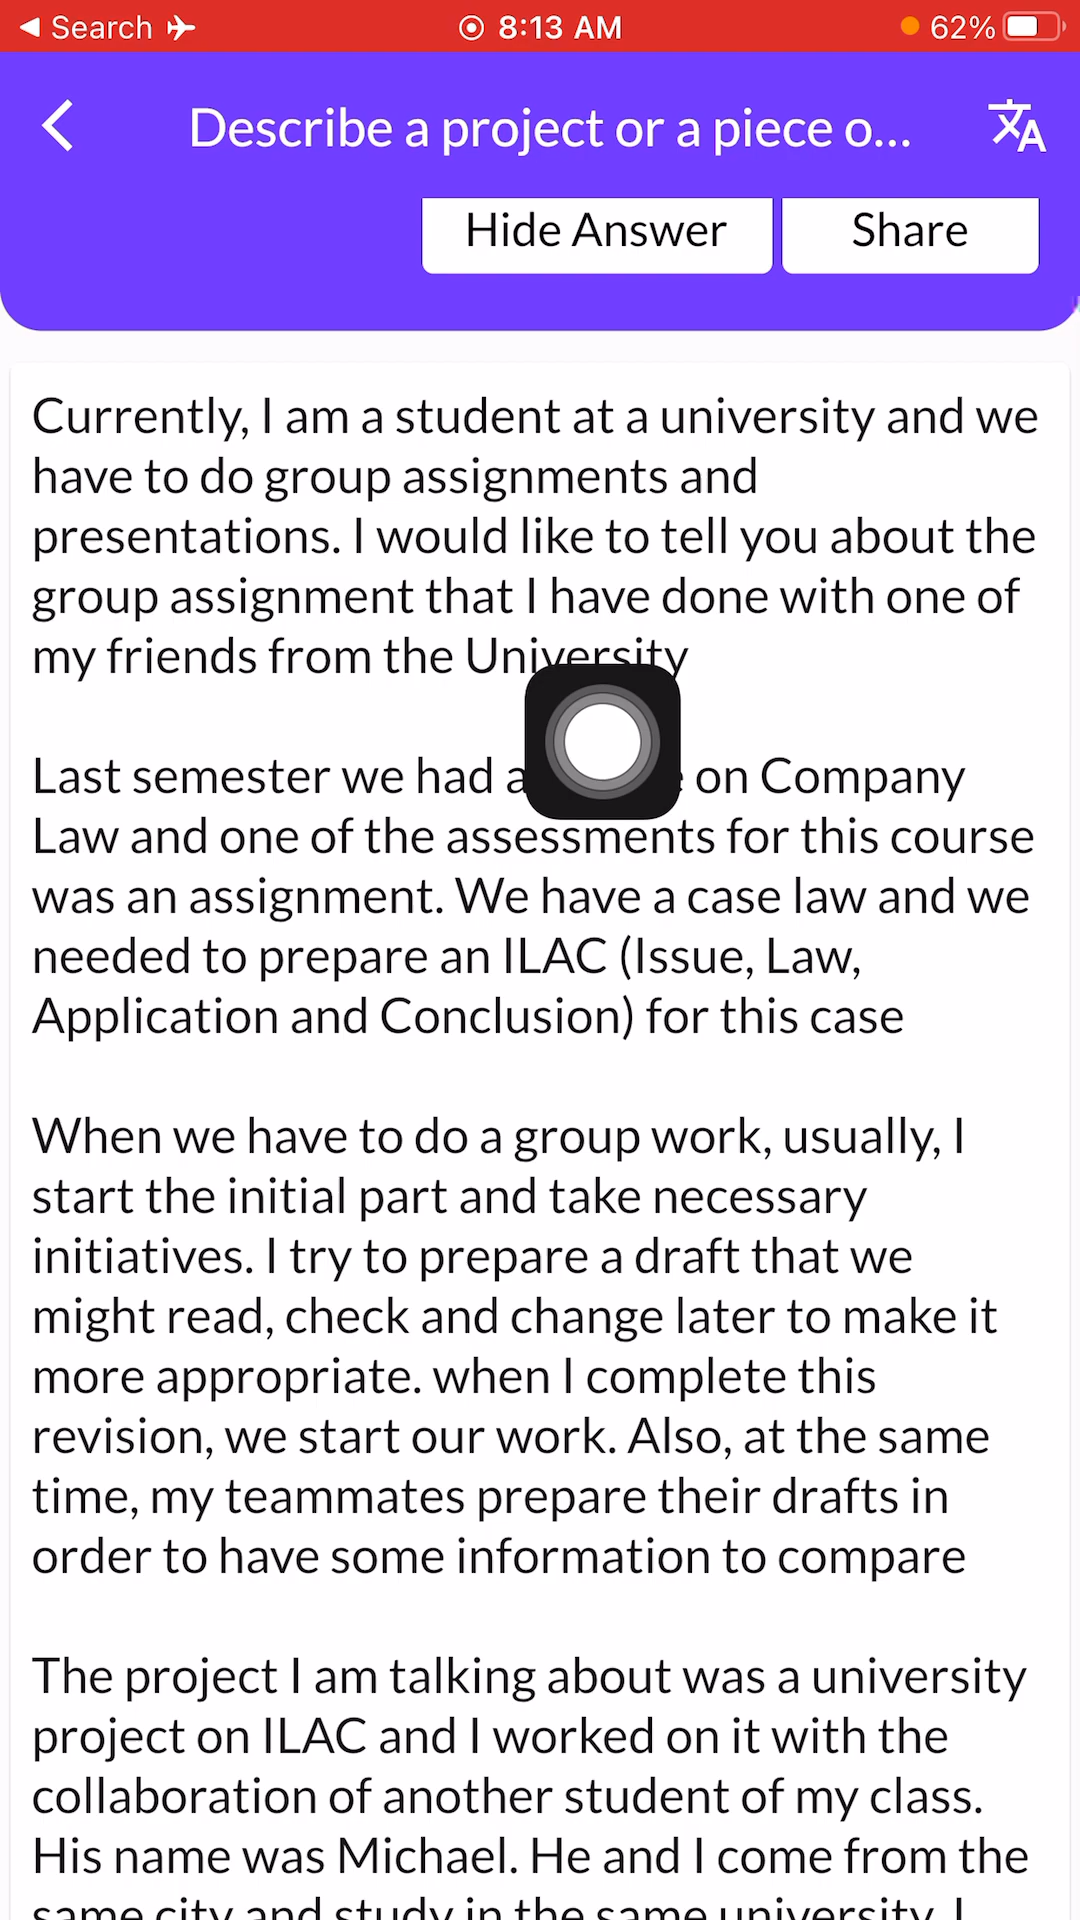 Search
8:13 AM
62%
Describe a project or a piece o...
Hide Answer
Share
Currently, I am a student at a university and we
have to do group assignments and
presentations. I would like to tell you about the
group assignment that I have done with one of
my friends from the University
Last semester we had on Company
Law and one of the assessments for this course
was an assignment. We have a case law and we
needed to prepare an ILAC (Issue, Law,
Application and Conclusion) for this case
When we have to do a group work, usually, I
start the initial part and take necessary
initiatives. I try to prepare a draft that we
might read, check and change later to make it
more appropriate. when I complete this
revision, we start our work. Also, at the same
time, my teammates prepare their drafts in
order to have some information to compare
The project I am talking about was a university
project on ILAC and I worked on it with the
collaboration of another student of my class.
His name was Michael. He and I come from the
same city and study in the same university. I